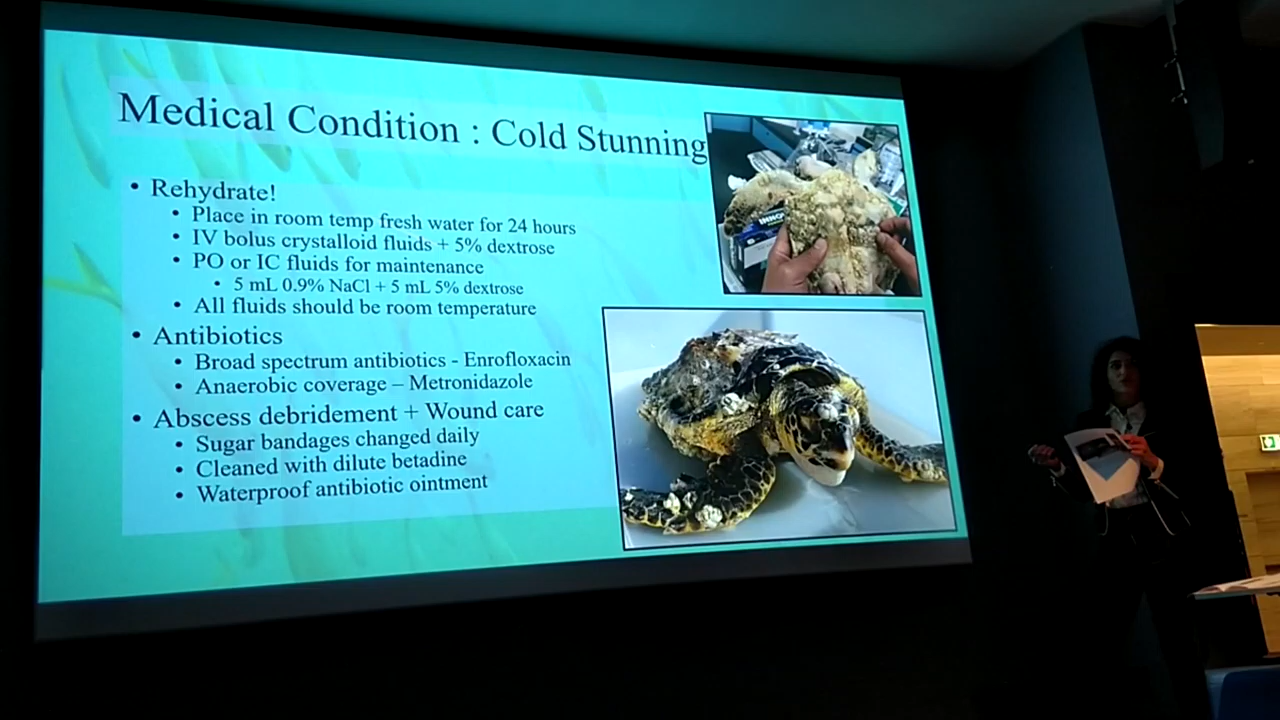 Medical Condition : Cold Stunning
• Rehydrate!
• Place in room temp fresh water for 24 hours
• IV bolus crystalloid fluids + 5% dextrose
• PO or IC fluids for maintenance
• 5 mL 0.9% NaCl + 5 mL 5% dextrose
• All fluids should be room temperature
• Antibiotics
• Broad spectrum antibiotics - Enrofloxacin
• Anaerobic coverage – Metronidazole
• Abscess debridement + Wound care
• Sugar bandages changed daily
• Cleaned with dilute betadine
• Waterproof antibiotic ointment